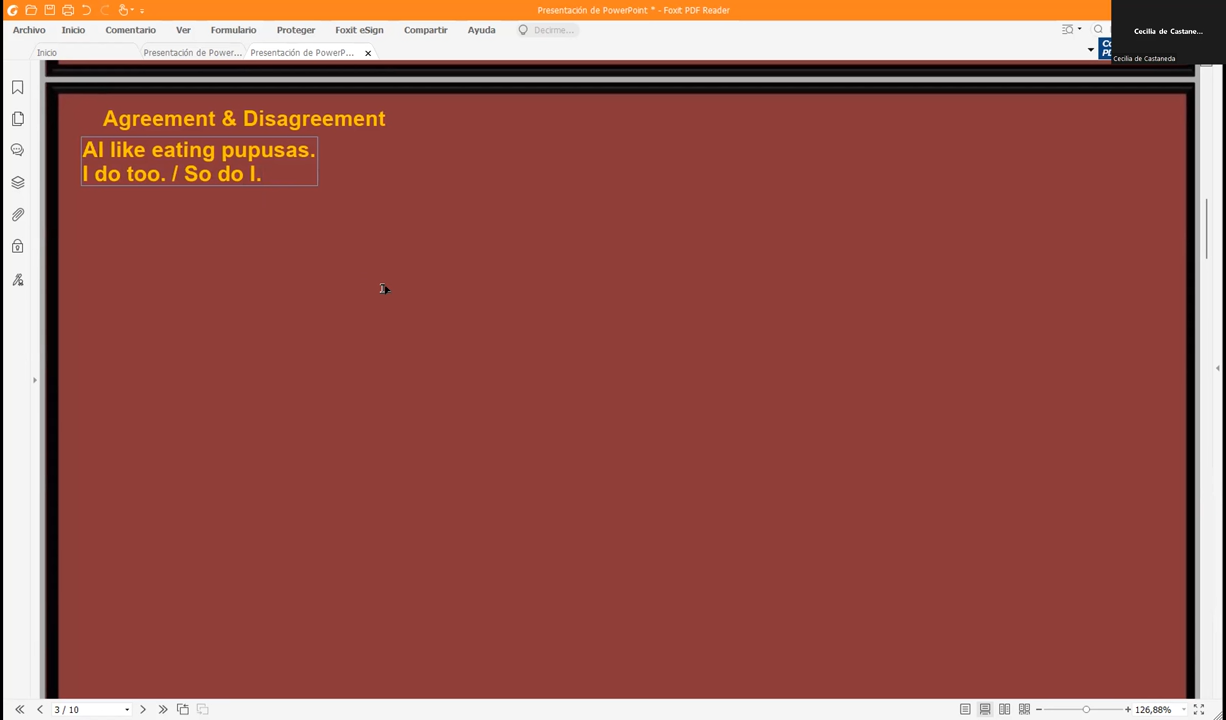 Presentación de PowerPoint * - Foxit PDF Reader
Archivo Inicio Comentario Ver Formulario Proteger Foxit eSign Compartir Ayuda Decirme...
Cecilia de Castane...
Cecilia de Castaneda
Inicio Presentación de Power... Presentación de PowerP...
Agreement & Disagreement
AI like eating pupusas.
I do too. / So do I.
3 / 10
126,88%